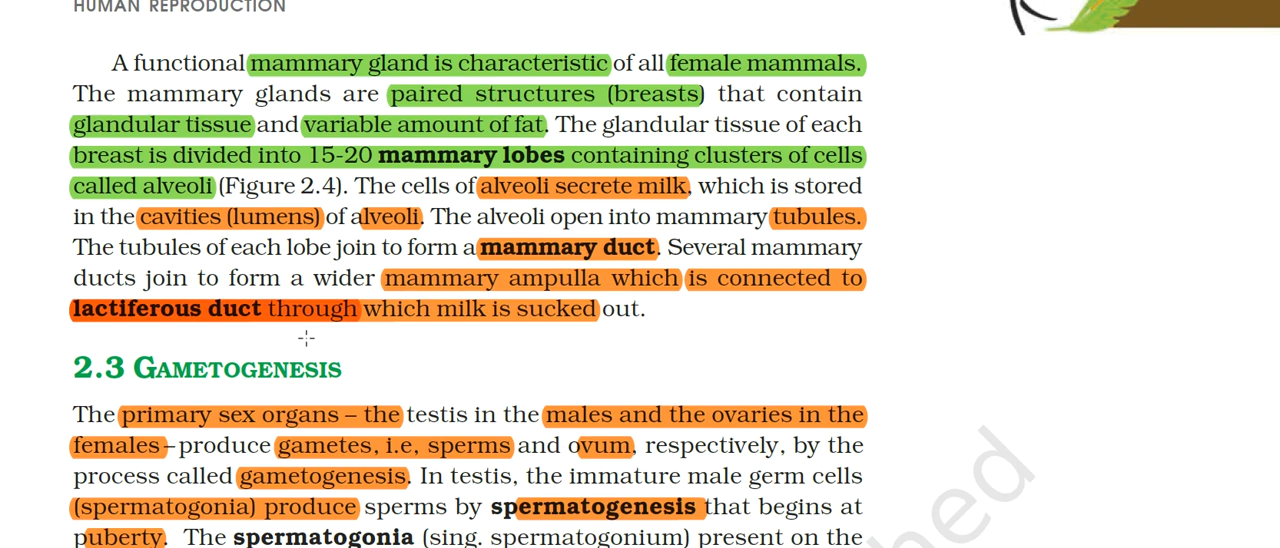 HUMAN REPRODUCTION
A functional mammary gland is characteristic of all female mammals.
The mammary glands are paired structures (breasts) that contain
glandular tissue and variable amount of fat. The glandular tissue of each
breast is divided into 15-20 mammary lobes containing clusters of cells
called alveoli (Figure 2.4). The cells of alveoli secrete milk, which is stored
in the cavities (lumens) of alveoli. The alveoli open into mammary tubules.
The tubules of each lobe join to form a mammary duct. Several mammary
ducts join to form a wider mammary ampulla which is connected to
lactiferous duct through which milk is sucked out.
2.3 GAMETOGENESIS
The primary sex organs – the testis in the males and the ovaries in the
females – produce gametes, i.e, sperms and ovum, respectively, by the
process called gametogenesis. In testis, the immature male germ cells
(spermatogonia) produce sperms by spermatogenesis that begins at
puberty. The spermatogonia (sing. spermatogonium) present on the